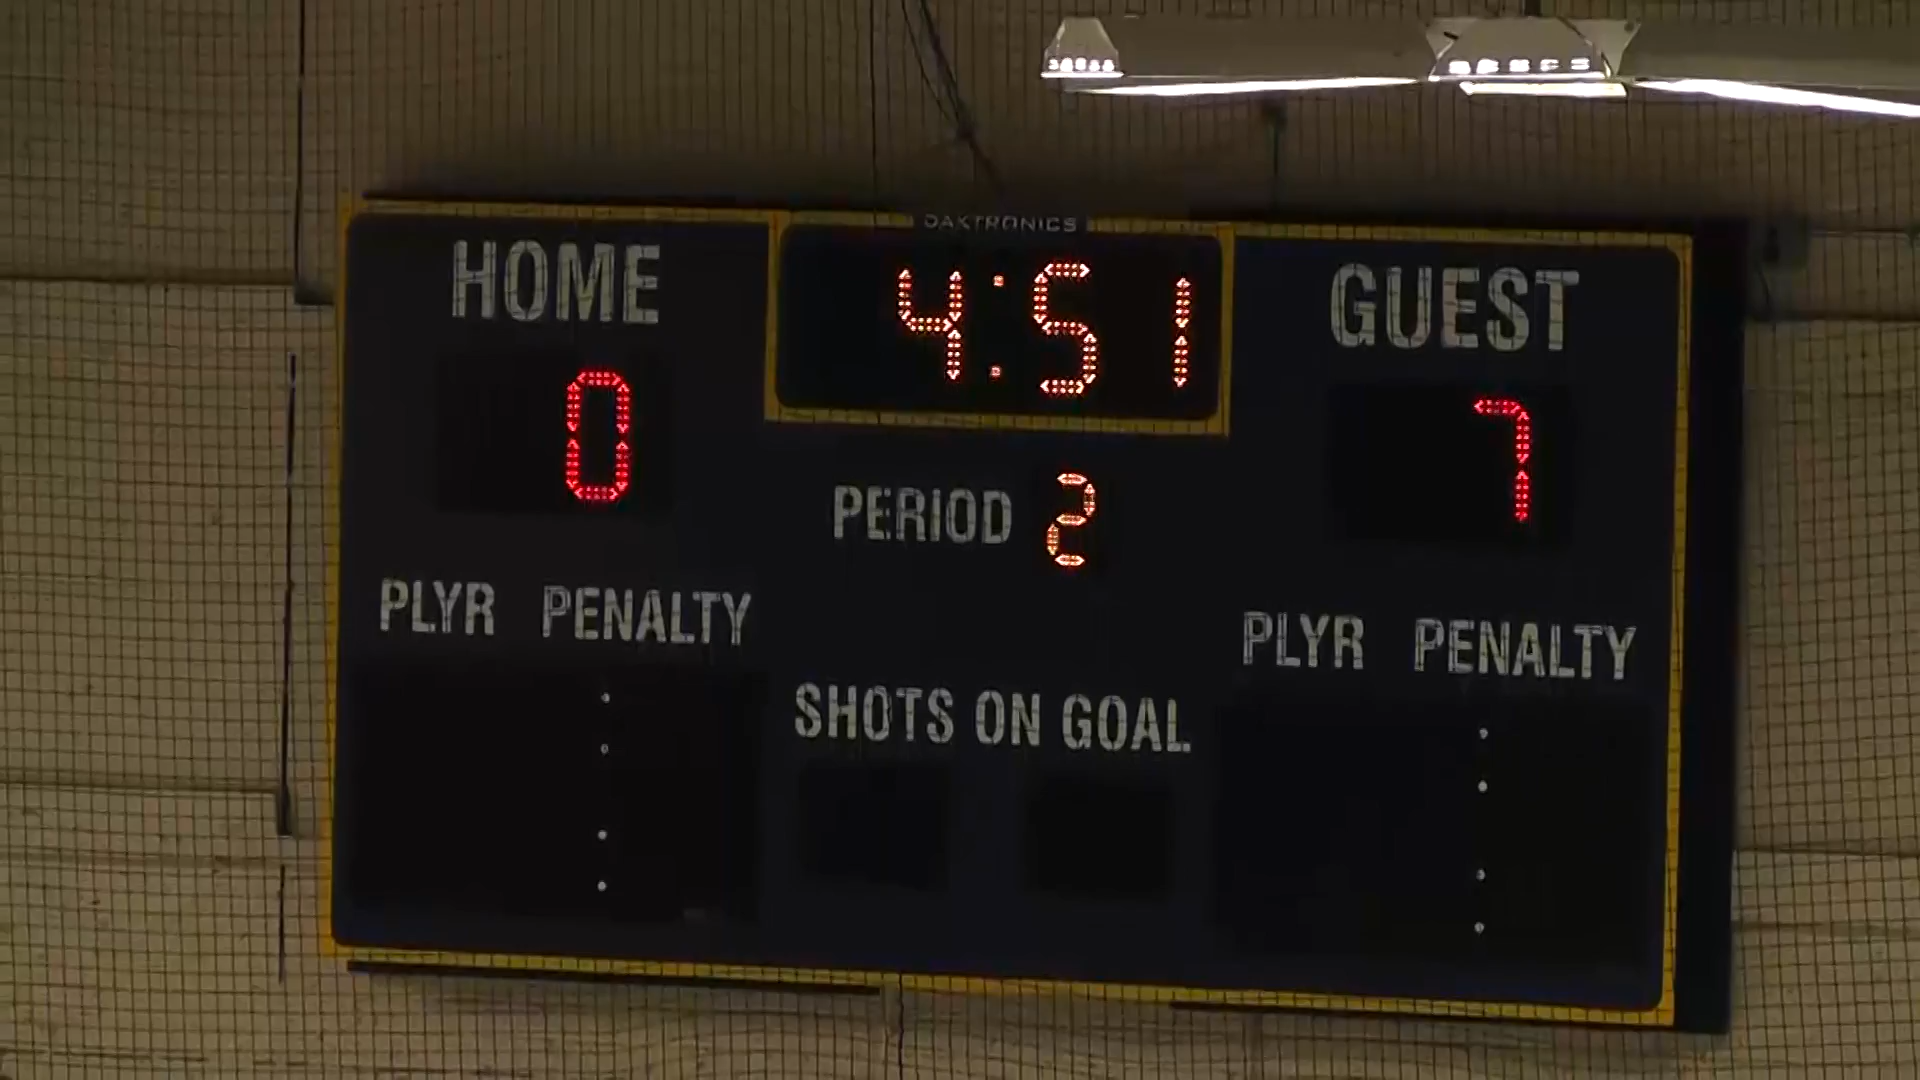 DAKTRONICS
HOME 4:51 GUEST
0 7
PERIOD 2
PLYR PENALTY PLYR PENALTY
SHOTS ON GOAL